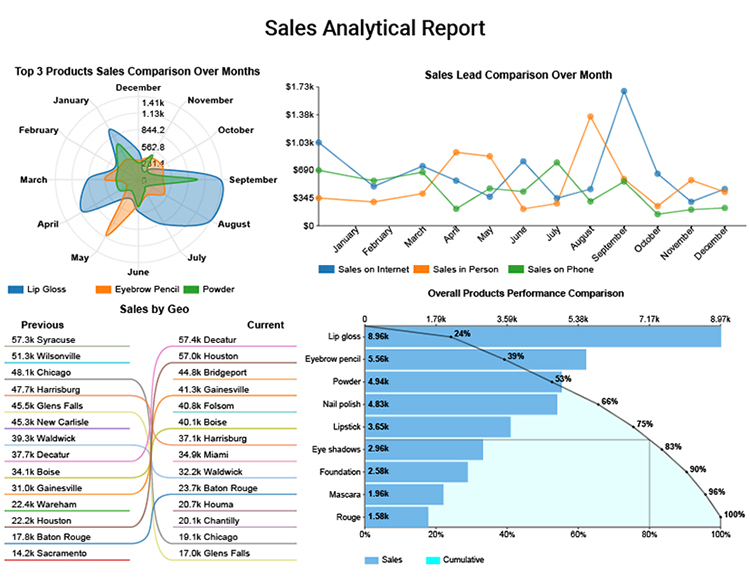 Sales Analytical Report
Top 3 Products Sales Comparison Over Months
December
January
November
1.41k
1.13k
February
844.2
October
562.8
281.4
0
March
September
April
August
May
July
June
Lip Gloss
Eyebrow Pencil
Powder
Sales Lead Comparison Over Month
$1.73k
$1.38k
$1.03k
$690
$345
$0
January
February
March
April
May
June
July
August
September
October
November
December
Sales on Internet
Sales in Person
Sales on Phone
Sales by Geo
Previous
Current
57.3k Syracuse
57.4k Decatur
51.3k Wilsonville
57.0k Houston
48.1k Chicago
44.8k Bridgeport
47.7k Harrisburg
41.3k Gainesville
45.5k Glens Falls
40.8k Folsom
45.3k New Carlisle
40.1k Boise
39.3k Waldwick
37.1k Harrisburg
37.7k Decatur
34.9k Miami
34.1k Boise
32.2k Waldwick
31.0k Gainesville
23.7k Baton Rouge
22.4k Wareham
20.7k Houma
22.2k Houston
20.1k Chantilly
17.8k Baton Rouge
19.1k Chicago
14.2k Sacramento
17.0k Glens Falls
Overall Products Performance Comparison
0 1.79k 3.59k 5.38k 7.17k 8.97k
Lip gloss 8.96k 24%
Eyebrow pencil 5.56k 39%
Powder 4.94k 53%
Nail polish 4.83k 66%
Lipstick 3.65k 75%
Eye shadows 2.96k 83%
Foundation 2.58k 90%
Mascara 1.96k 96%
Rouge 1.58k 100%
0% 20% 40% 60% 80% 100%
Sales
Cumulative